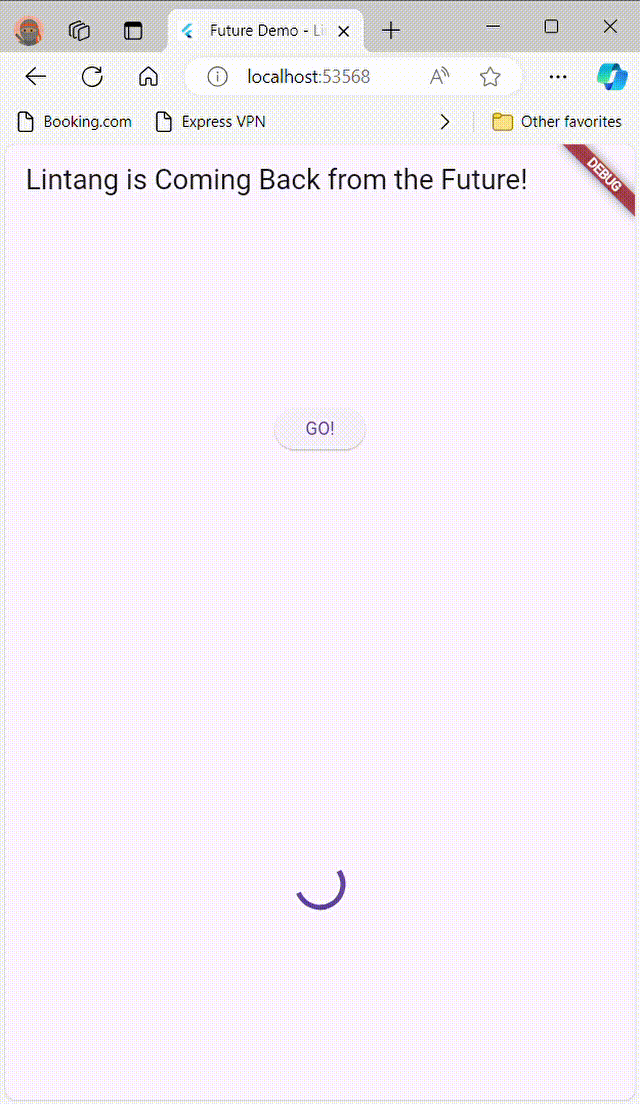 Future Demo - Li
localhost:53568
Booking.com Express VPN Other favorites
Lintang is Coming Back from the Future!
DEBUG
GO!